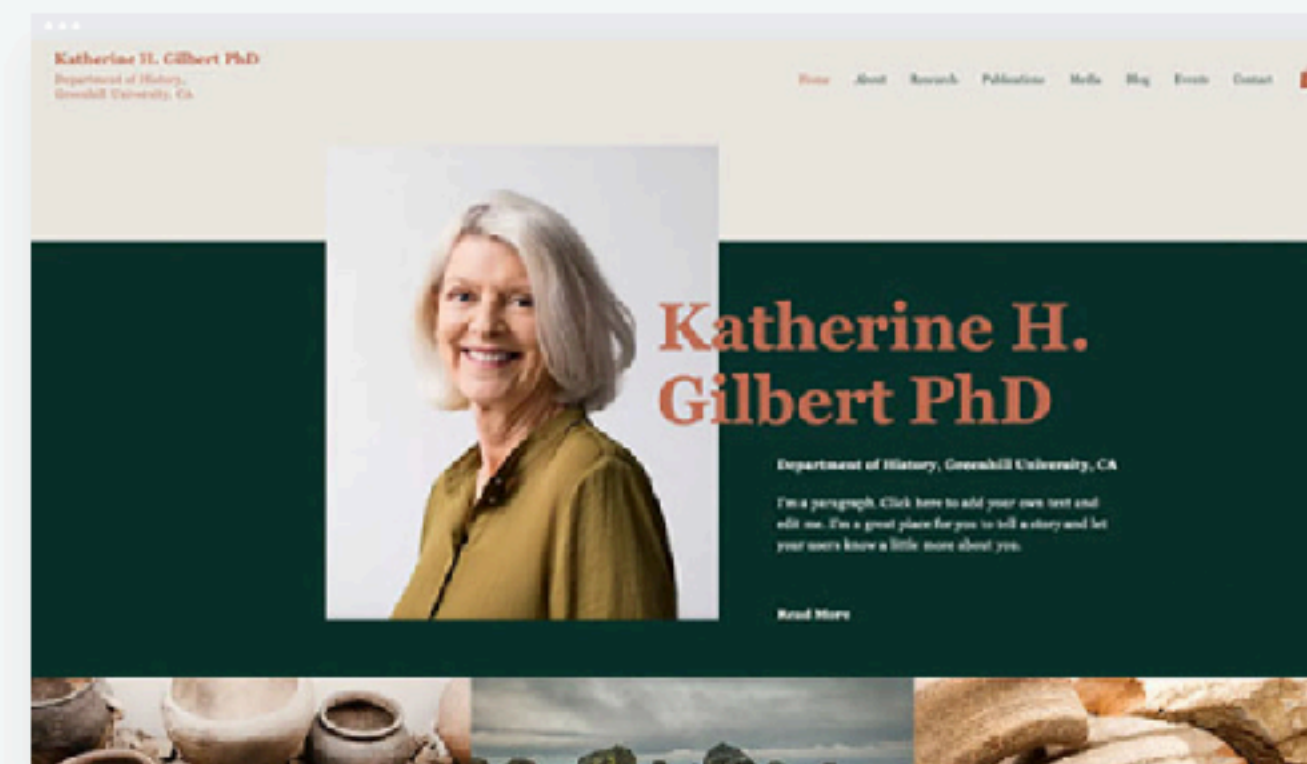 Katherine H. Gilbert PhD
Department of History,
Greenhill University, CA
Home About Research Publications Media Blog Events Contact
Katherine H.
Gilbert PhD
Department of History, Greenhill University, CA
I'm a paragraph. Click here to add your own text and
edit me. I'm a great place for you to tell a story and let
your users know a little more about you.
Read More